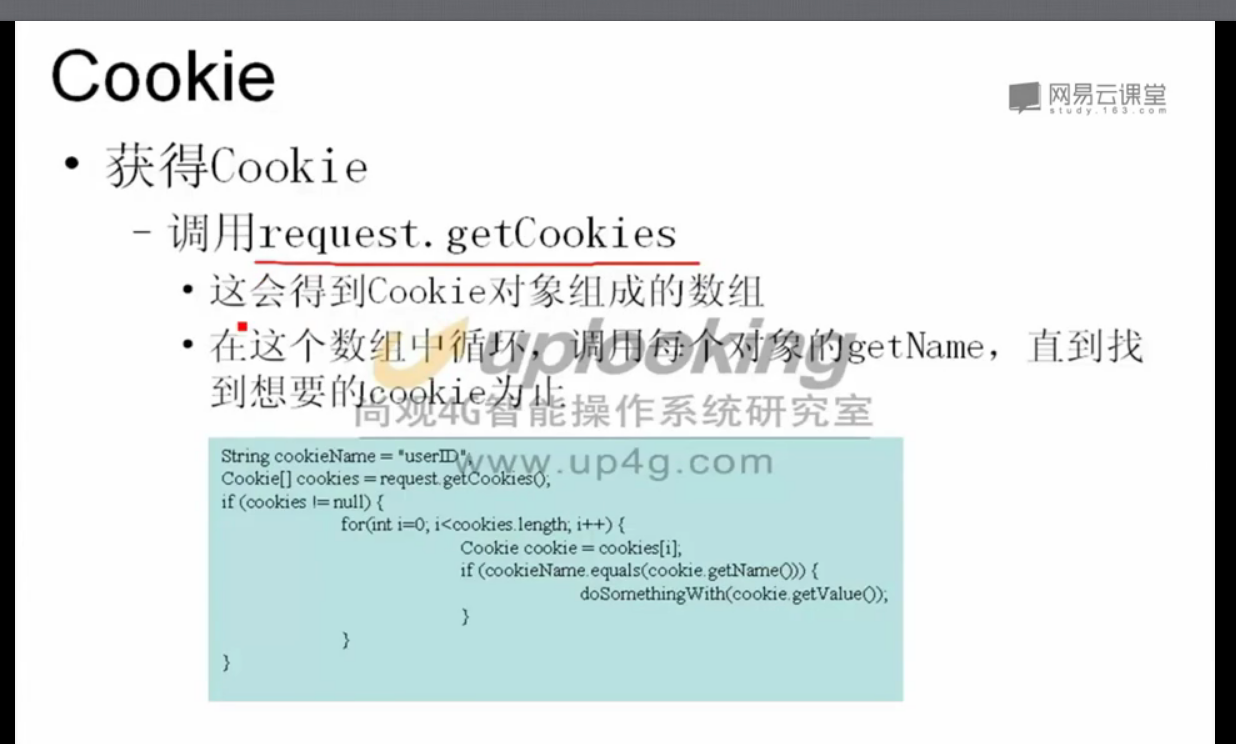 Cookie
网易云课堂
study.163.com
• 获得Cookie
– 调用request.getCookies
• 这会得到Cookie对象组成的数组
• 在这个数组中循环，调用每个对象的getName，直到找
到想要的cookie为止
uplooking
尚观4G智能操作系统研究室
www.up4g.com
String cookieName = "userID";
Cookie[] cookies = request.getCookies();
if (cookies != null) {
for(int i=0; i<cookies.length; i++) {
Cookie cookie = cookies[i];
if (cookieName.equals(cookie.getName())) {
doSomethingWith(cookie.getValue());
}
}
}